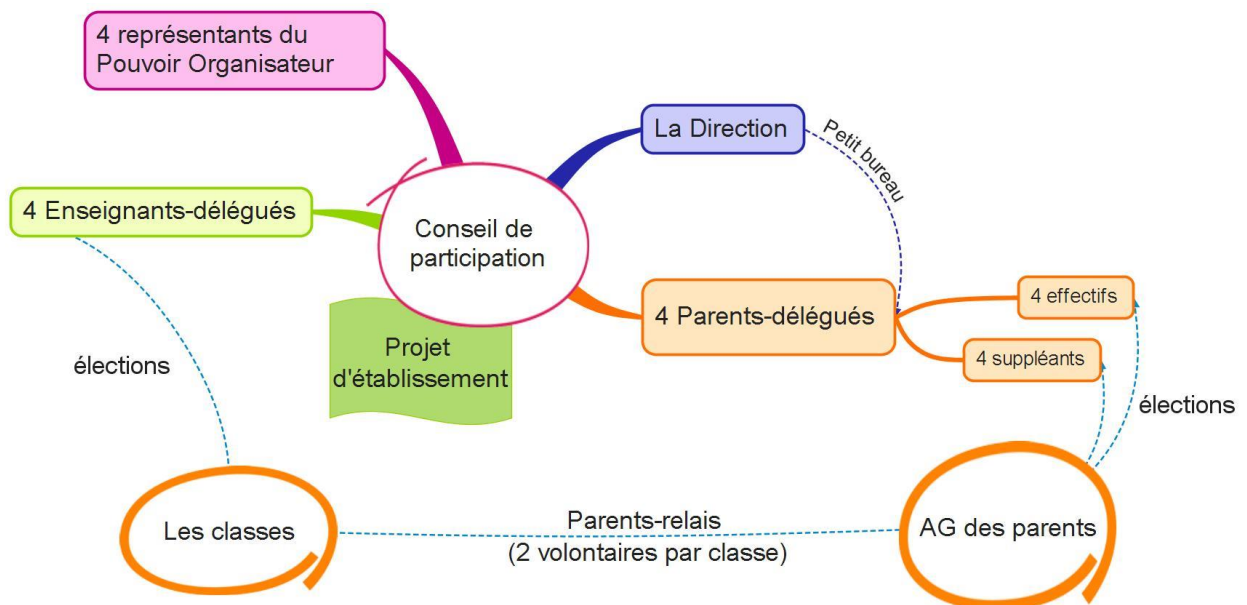 4 représentants du
Pouvoir Organisateur
La Direction
Petit bureau
4 Enseignants-délégués
Conseil de
participation
4 Parents-délégués
4 effectifs
4 suppléants
Projet
d'établissement
élections
élections
Les classes
Parents-relais
(2 volontaires par classe)
AG des parents